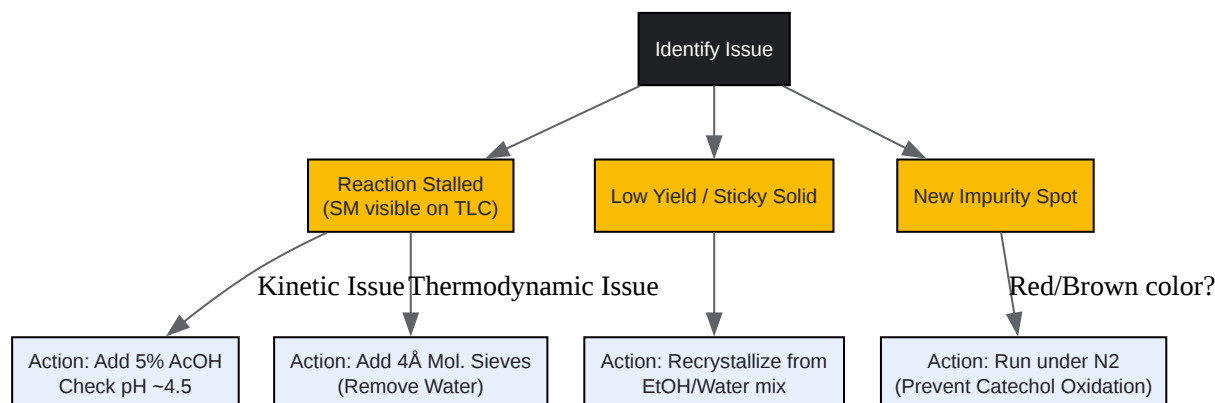 Identify Issue
Reaction Stalled
(SM visible on TLC)
Low Yield / Sticky Solid
New Impurity Spot
Kinetic Issue
Thermodynamic Issue
Red/Brown color?
Action: Add 5% AcOH
Check pH ~4.5
Action: Add 4Å Mol. Sieves
(Remove Water)
Action: Recrystallize from
EtOH/Water mix
Action: Run under N2
(Prevent Catechol Oxidation)